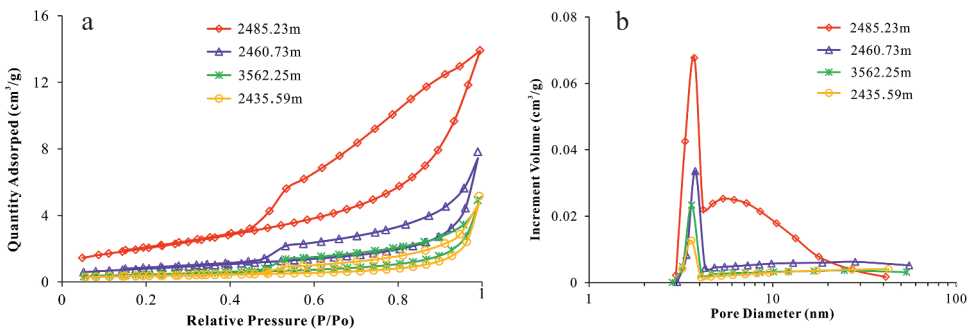 a
16
12
8
4
0
0
0.2
0.4
0.6
0.8
1
Quantity Adsorped (cm³/g)
Relative Pressure (P/Po)
2485.23m
2460.73m
3562.25m
2435.59m
b
0.08
0.06
0.04
0.02
0.00
1
10
100
Increment Volume (cm³/g)
Pore Diameter (nm)
2485.23m
2460.73m
3562.25m
2435.59m